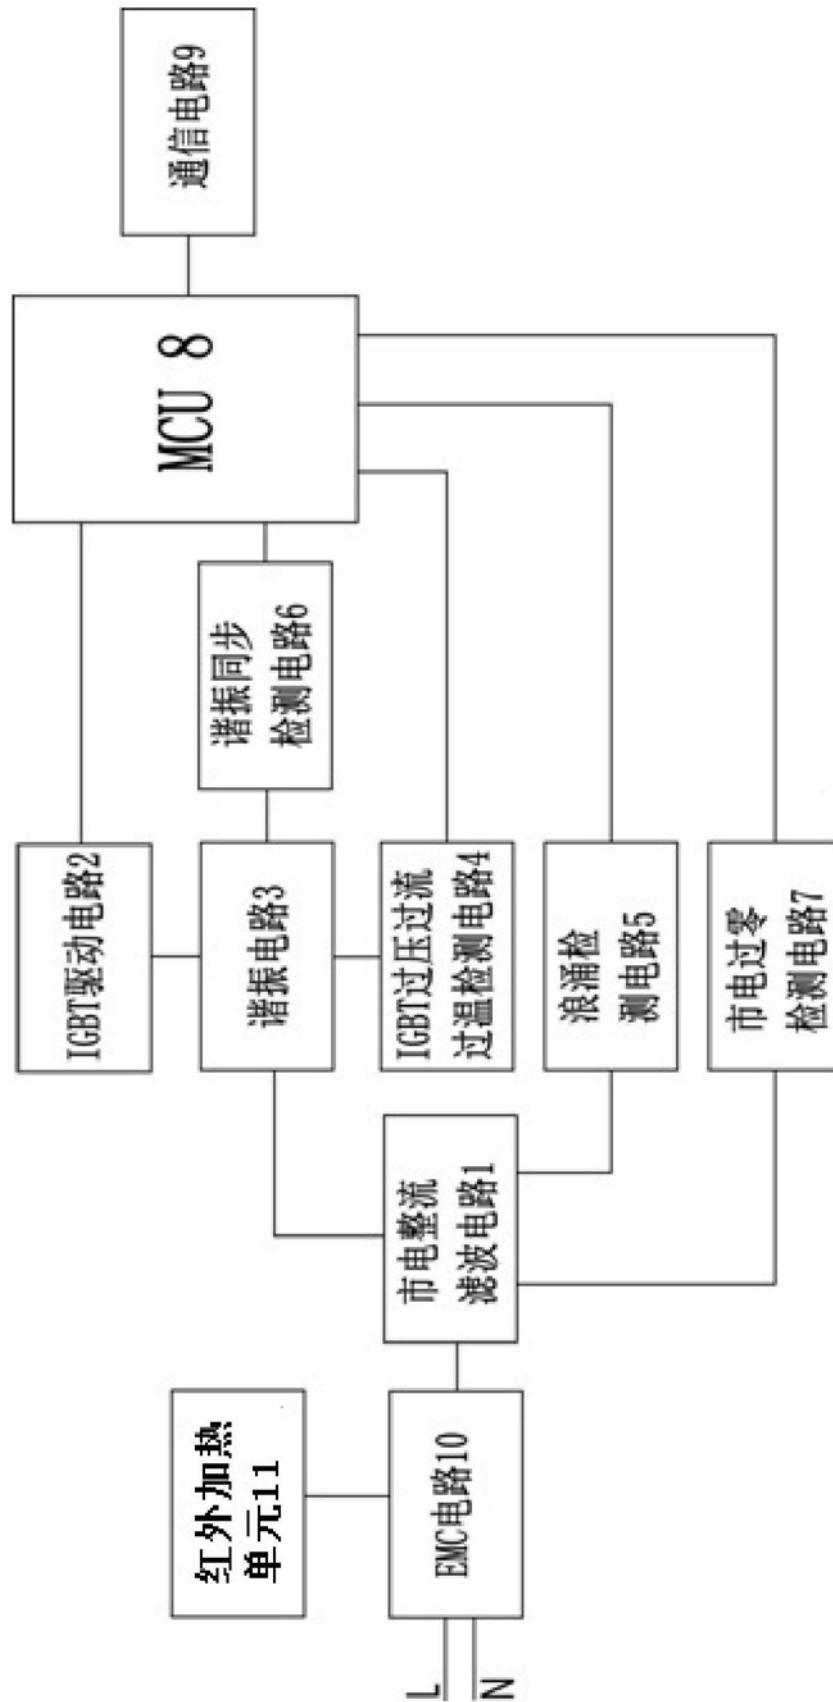 红外加热
单元11
L
N
EMC电路10
市电整流
滤波电路1
IGBT驱动电路2
谐振电路3
IGBT过压过流
过温检测电路4
浪涌检
测电路5
市电过零
检测电路7
谐振同步
检测电路6
MCU 8
通信电路9